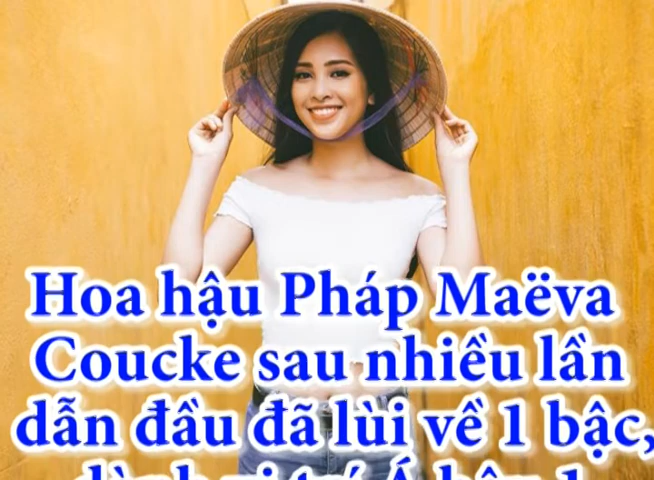 Hoa hậu Pháp Maëva
Coucke sau nhiều lần
dẫn đầu đã lùi về 1 bậc,